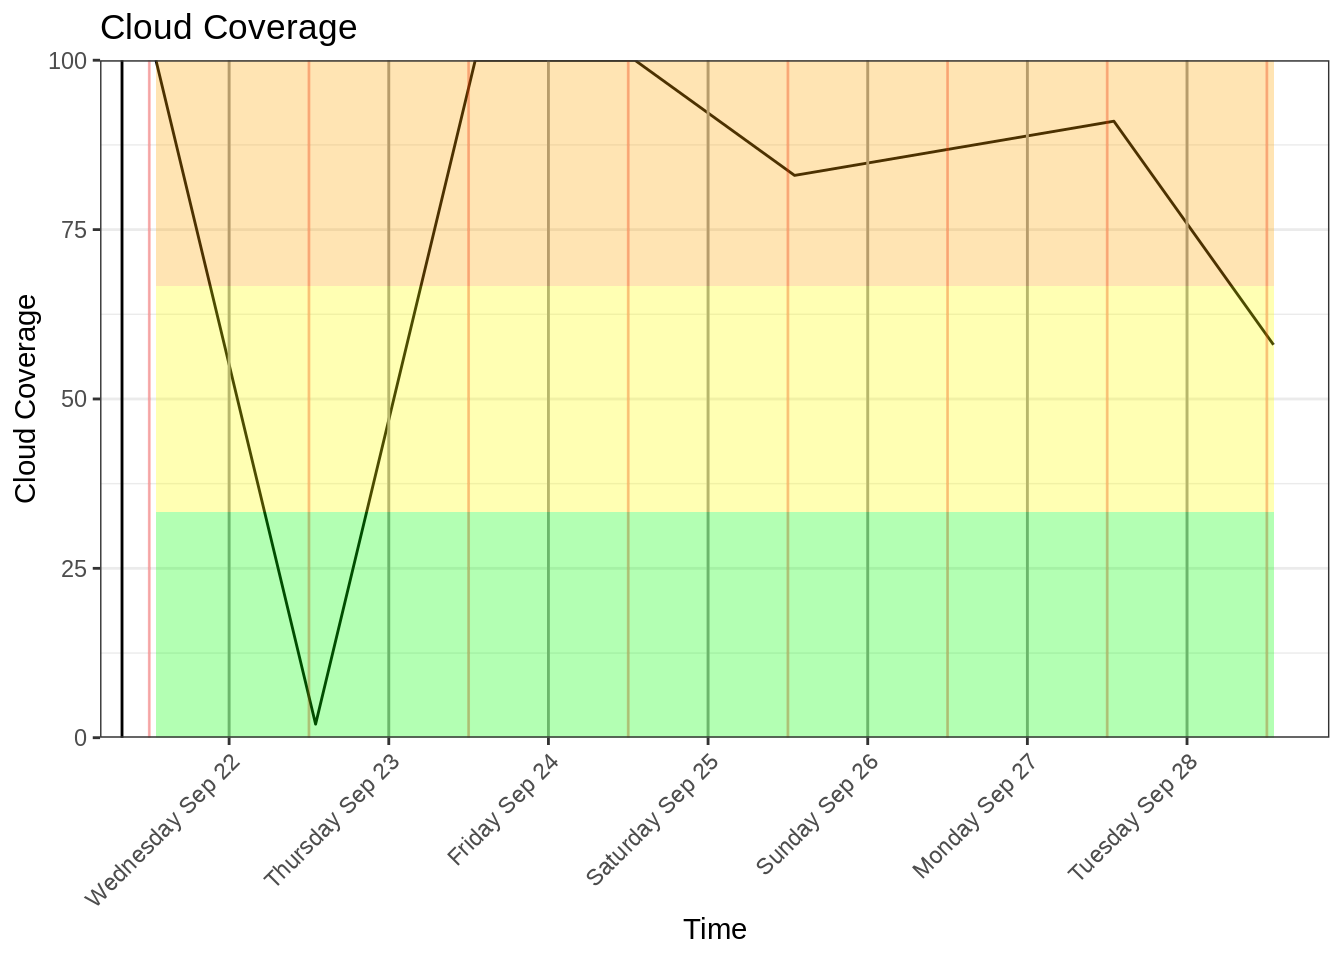 Cloud Coverage
100
75
50
25
0
Cloud Coverage
Wednesday Sep 22
Thursday Sep 23
Friday Sep 24
Saturday Sep 25
Sunday Sep 26
Monday Sep 27
Tuesday Sep 28
Time